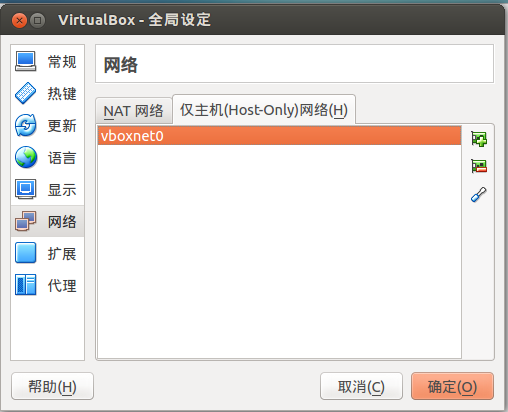 VirtualBox - 全局设定
常规
热键
更新
语言
显示
网络
扩展
代理
网络
NAT 网络
仅主机(Host-Only)网络(H)
vboxnet0
帮助(H)
取消(C)
确定(O)